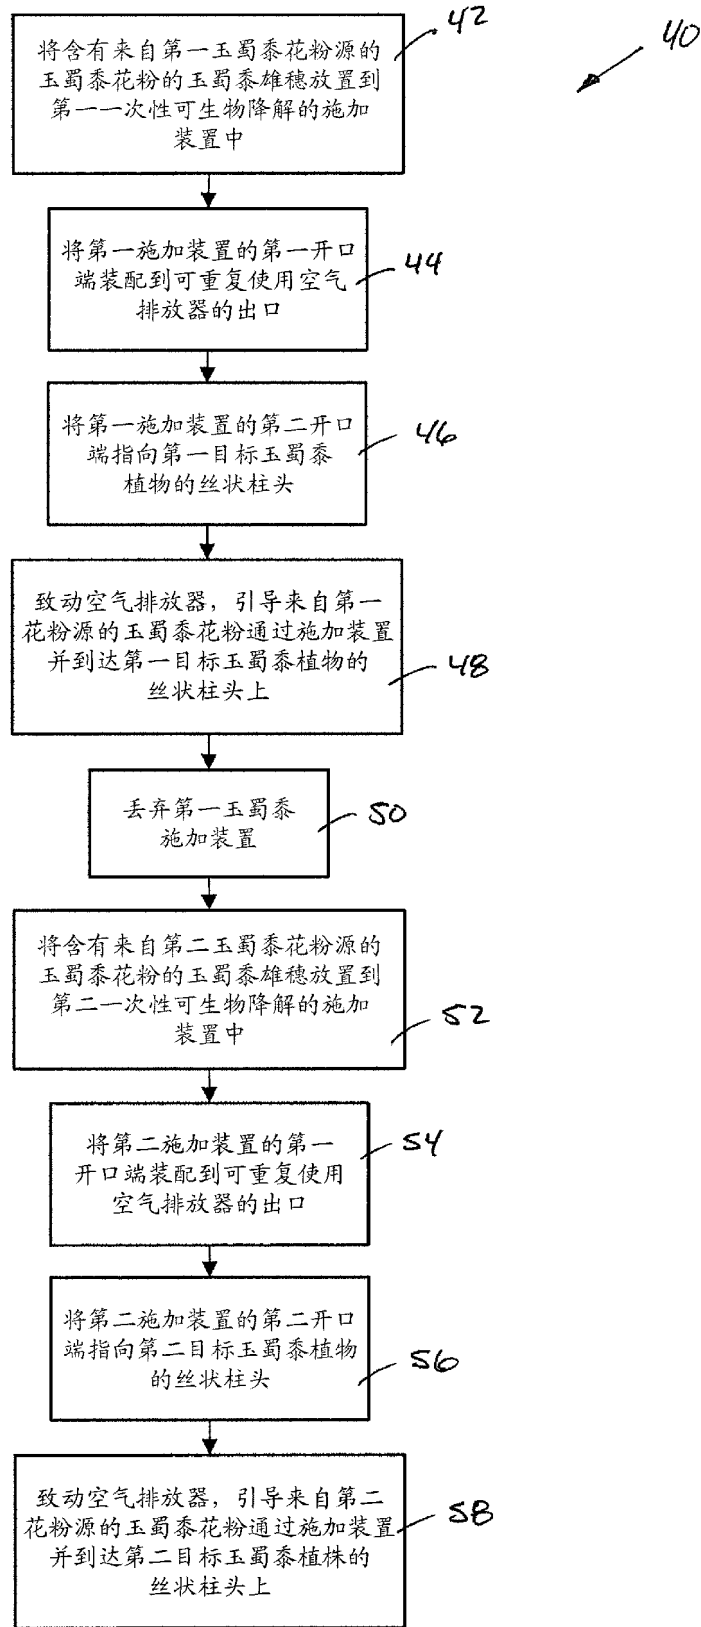 42
40
将含有来自第一玉蜀黍花粉源的
玉蜀黍花粉的玉蜀黍雄穗放置到
第一一次性可生物降解的施加
装置中
将第一施加装置的第一开口
端装配到可重复使用空气
排放器的出口
44
将第一施加装置的第二开口
端指向第一目标玉蜀黍
植物的丝状柱头
46
致动空气排放器，引导来自第一
花粉源的玉蜀黍花粉通过施加装置
并到达第一目标玉蜀黍植物的
丝状柱头上
48
丢弃第一玉蜀黍
施加装置
50
将含有来自第二玉蜀黍花粉源的
玉蜀黍花粉的玉蜀黍雄穗放置到
第二一次性可生物降解的施加
装置中
52
将第二施加装置的第一
开口端装配到可重复使用
空气排放器的出口
54
将第二施加装置的第二开口
端指向第二目标玉蜀黍植物
的丝状柱头
56
致动空气排放器，引导来自第二
花粉源的玉蜀黍花粉通过施加装置
并到达第二目标玉蜀黍植株的
丝状柱头上
58